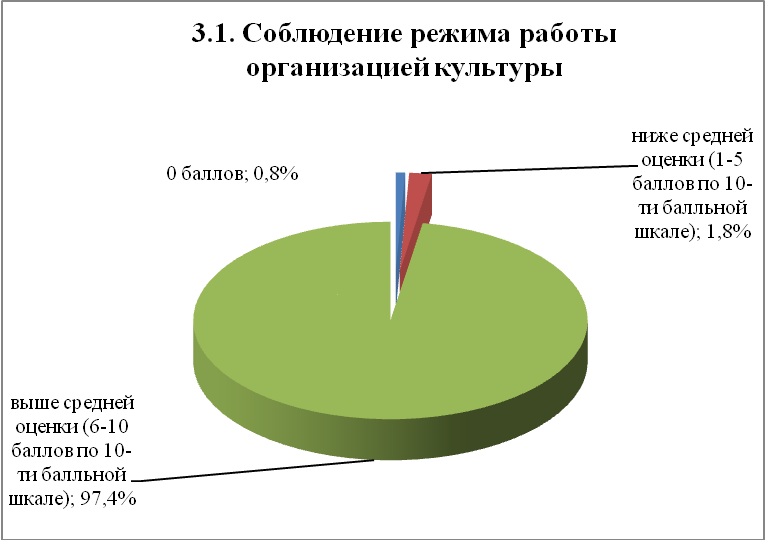 3.1. Соблюдение режима работы
организацией культуры
0 баллов; 0,8%
ниже средней
оценки (1-5
баллов по 10-
ти балльной
шкале); 1,8%
выше средней
оценки (6-10
баллов по 10-
ти балльной
шкале); 97,4%